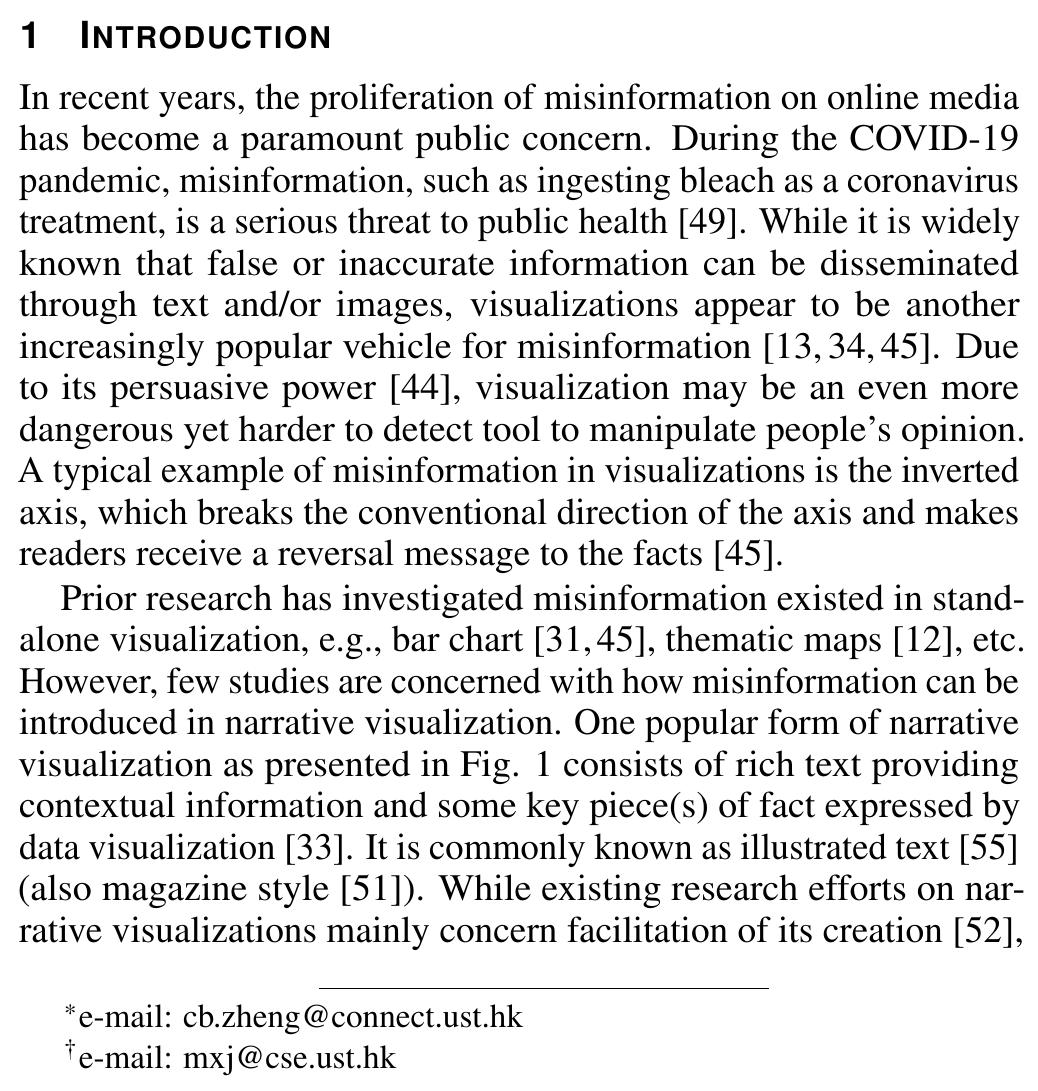 1 INTRODUCTION
In recent years, the proliferation of misinformation on online media
has become a paramount public concern. During the COVID-19
pandemic, misinformation, such as ingesting bleach as a coronavirus
treatment, is a serious threat to public health [49]. While it is widely
known that false or inaccurate information can be disseminated
through text and/or images, visualizations appear to be another
increasingly popular vehicle for misinformation [13, 34, 45]. Due
to its persuasive power [44], visualization may be an even more
dangerous yet harder to detect tool to manipulate people's opinion.
A typical example of misinformation in visualizations is the inverted
axis, which breaks the conventional direction of the axis and makes
readers receive a reversal message to the facts [45].
Prior research has investigated misinformation existed in stand-
alone visualization, e.g., bar chart [31, 45], thematic maps [12], etc.
However, few studies are concerned with how misinformation can be
introduced in narrative visualization. One popular form of narrative
visualization as presented in Fig. 1 consists of rich text providing
contextual information and some key piece(s) of fact expressed by
data visualization [33]. It is commonly known as illustrated text [55]
(also magazine style [51]). While existing research efforts on nar-
rative visualizations mainly concern facilitation of its creation [52],
*e-mail: cb.zheng@connect.ust.hk
†e-mail: mxj@cse.ust.hk